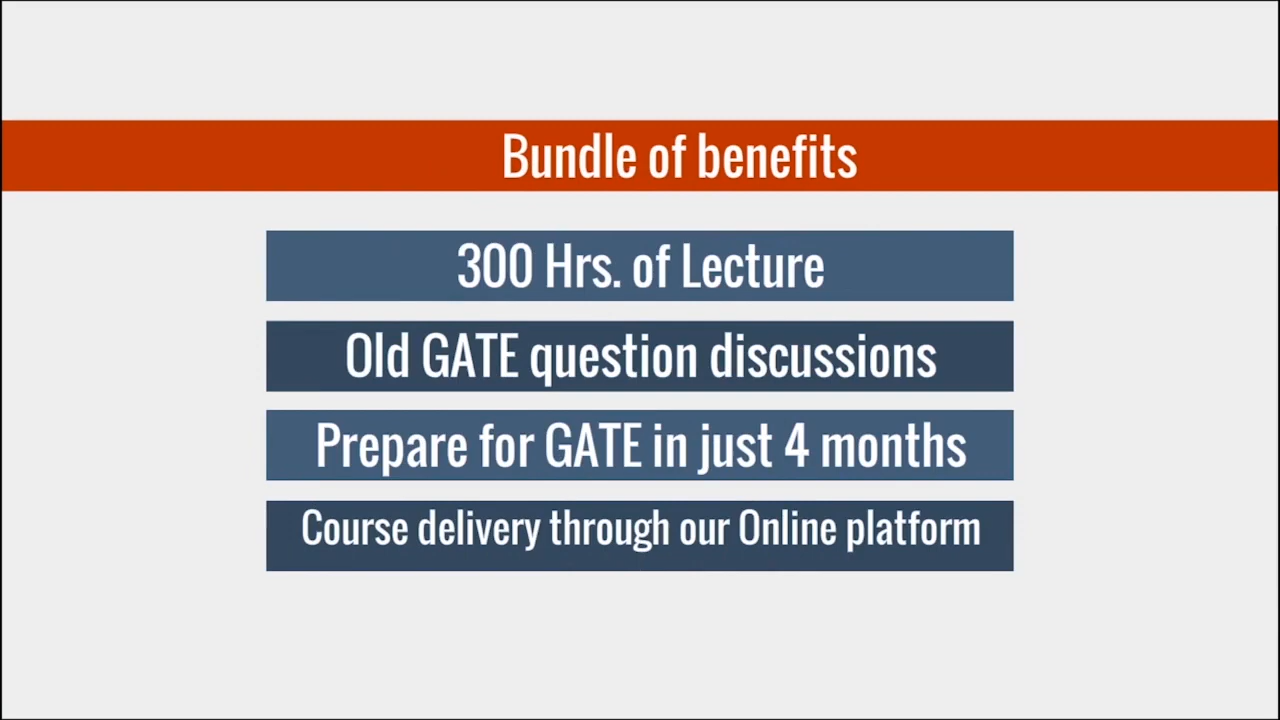 Bundle of benefits
300 Hrs. of Lecture
Old GATE question discussions
Prepare for GATE in just 4 months
Course delivery through our Online platform